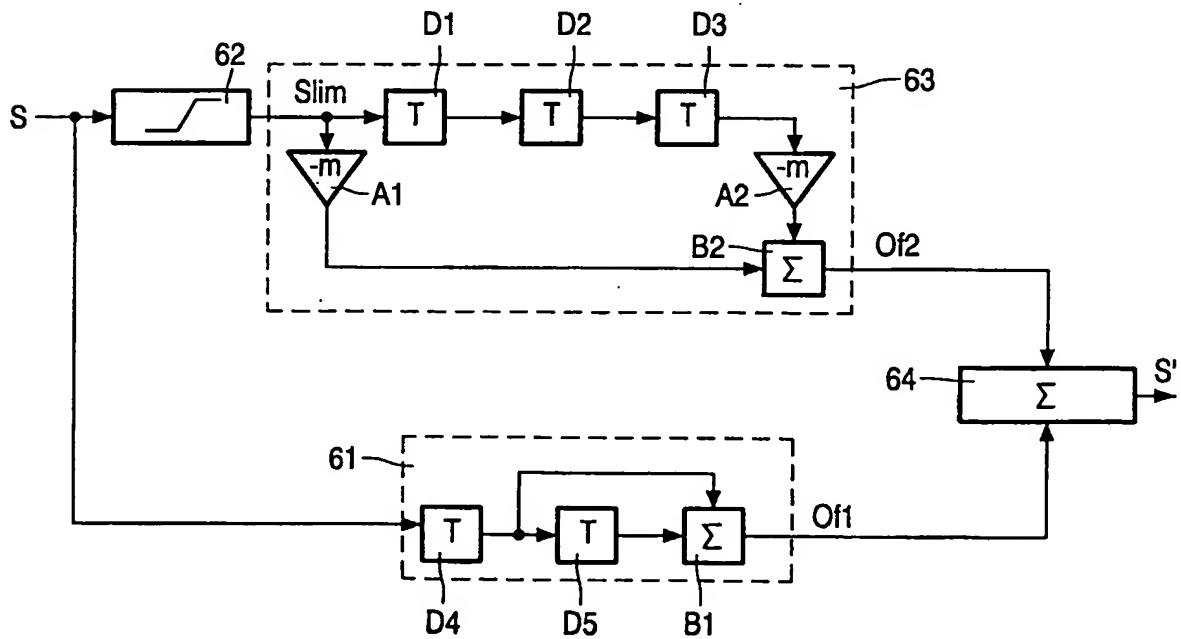 D1 D2 D3
62
63
Slim
S
T T T
-m -m
A1 A2
B2 Of2
Σ
64 S'
Σ
61
Of1
T T Σ
D4 D5 B1